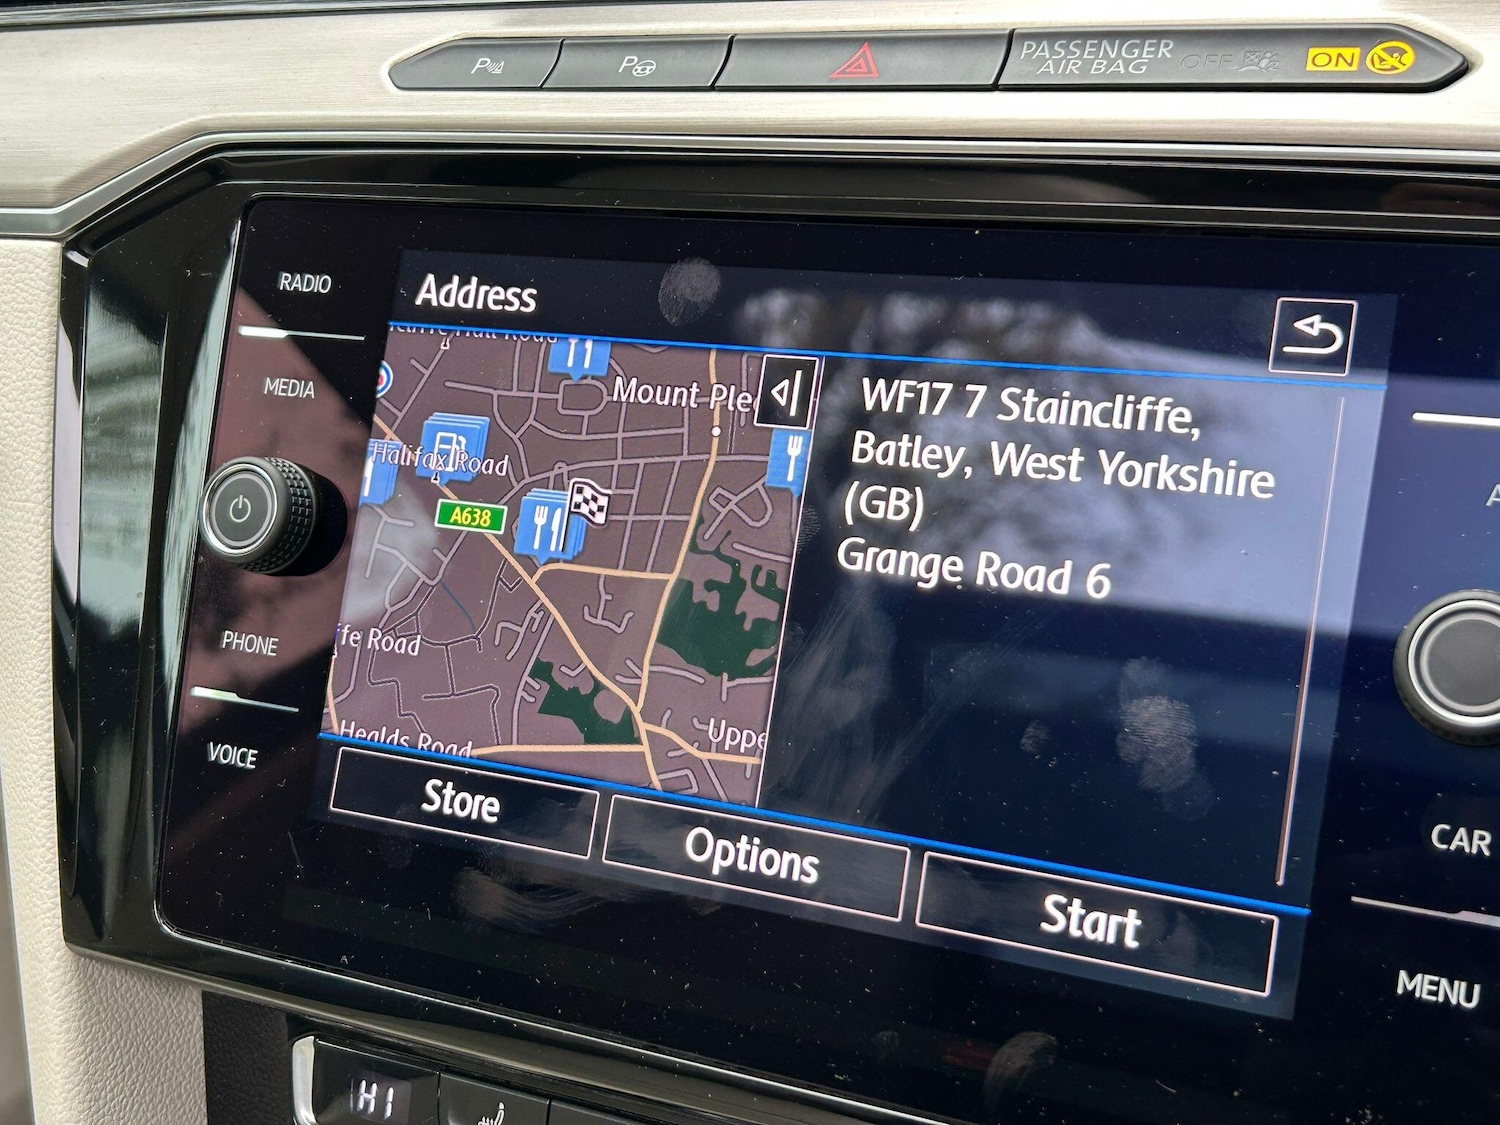 PASSENGER
AIR BAG
OFF
ON
RADIO
MEDIA
PHONE
VOICE
Address
Mount Ple
Halifax Road
A638
fe Road
Healds Road
Uppe
WF17 7 Staincliffe,
Batley, West Yorkshire
(GB)
Grange Road 6
Store
Options
Start
CAR
MENU
HI